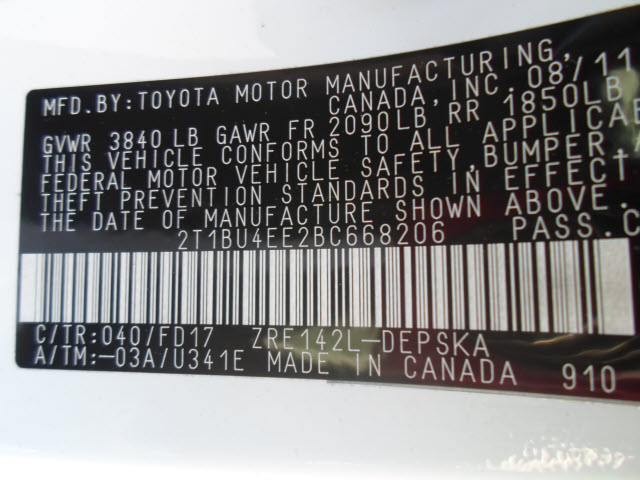 MFD.BY:TOYOTA MOTOR MANUFACTURING,
CANADA, INC. 08/11
GVWR 3840 LB GAWR FR 2090LB RR 1850LB
THIS VEHICLE CONFORMS TO ALL APPLICAB
FEDERAL MOTOR VEHICLE SAFETY, BUMPER, A
THEFT PREVENTION STANDARDS IN EFFECT
THE DATE OF MANUFACTURE SHOWN ABOVE.
2T1BU4EE2BC668206 PASS.C
C/TR:040/FD17 ZRE142L-DEPSKA
A/TM:-03A/U341E MADE IN CANADA 910